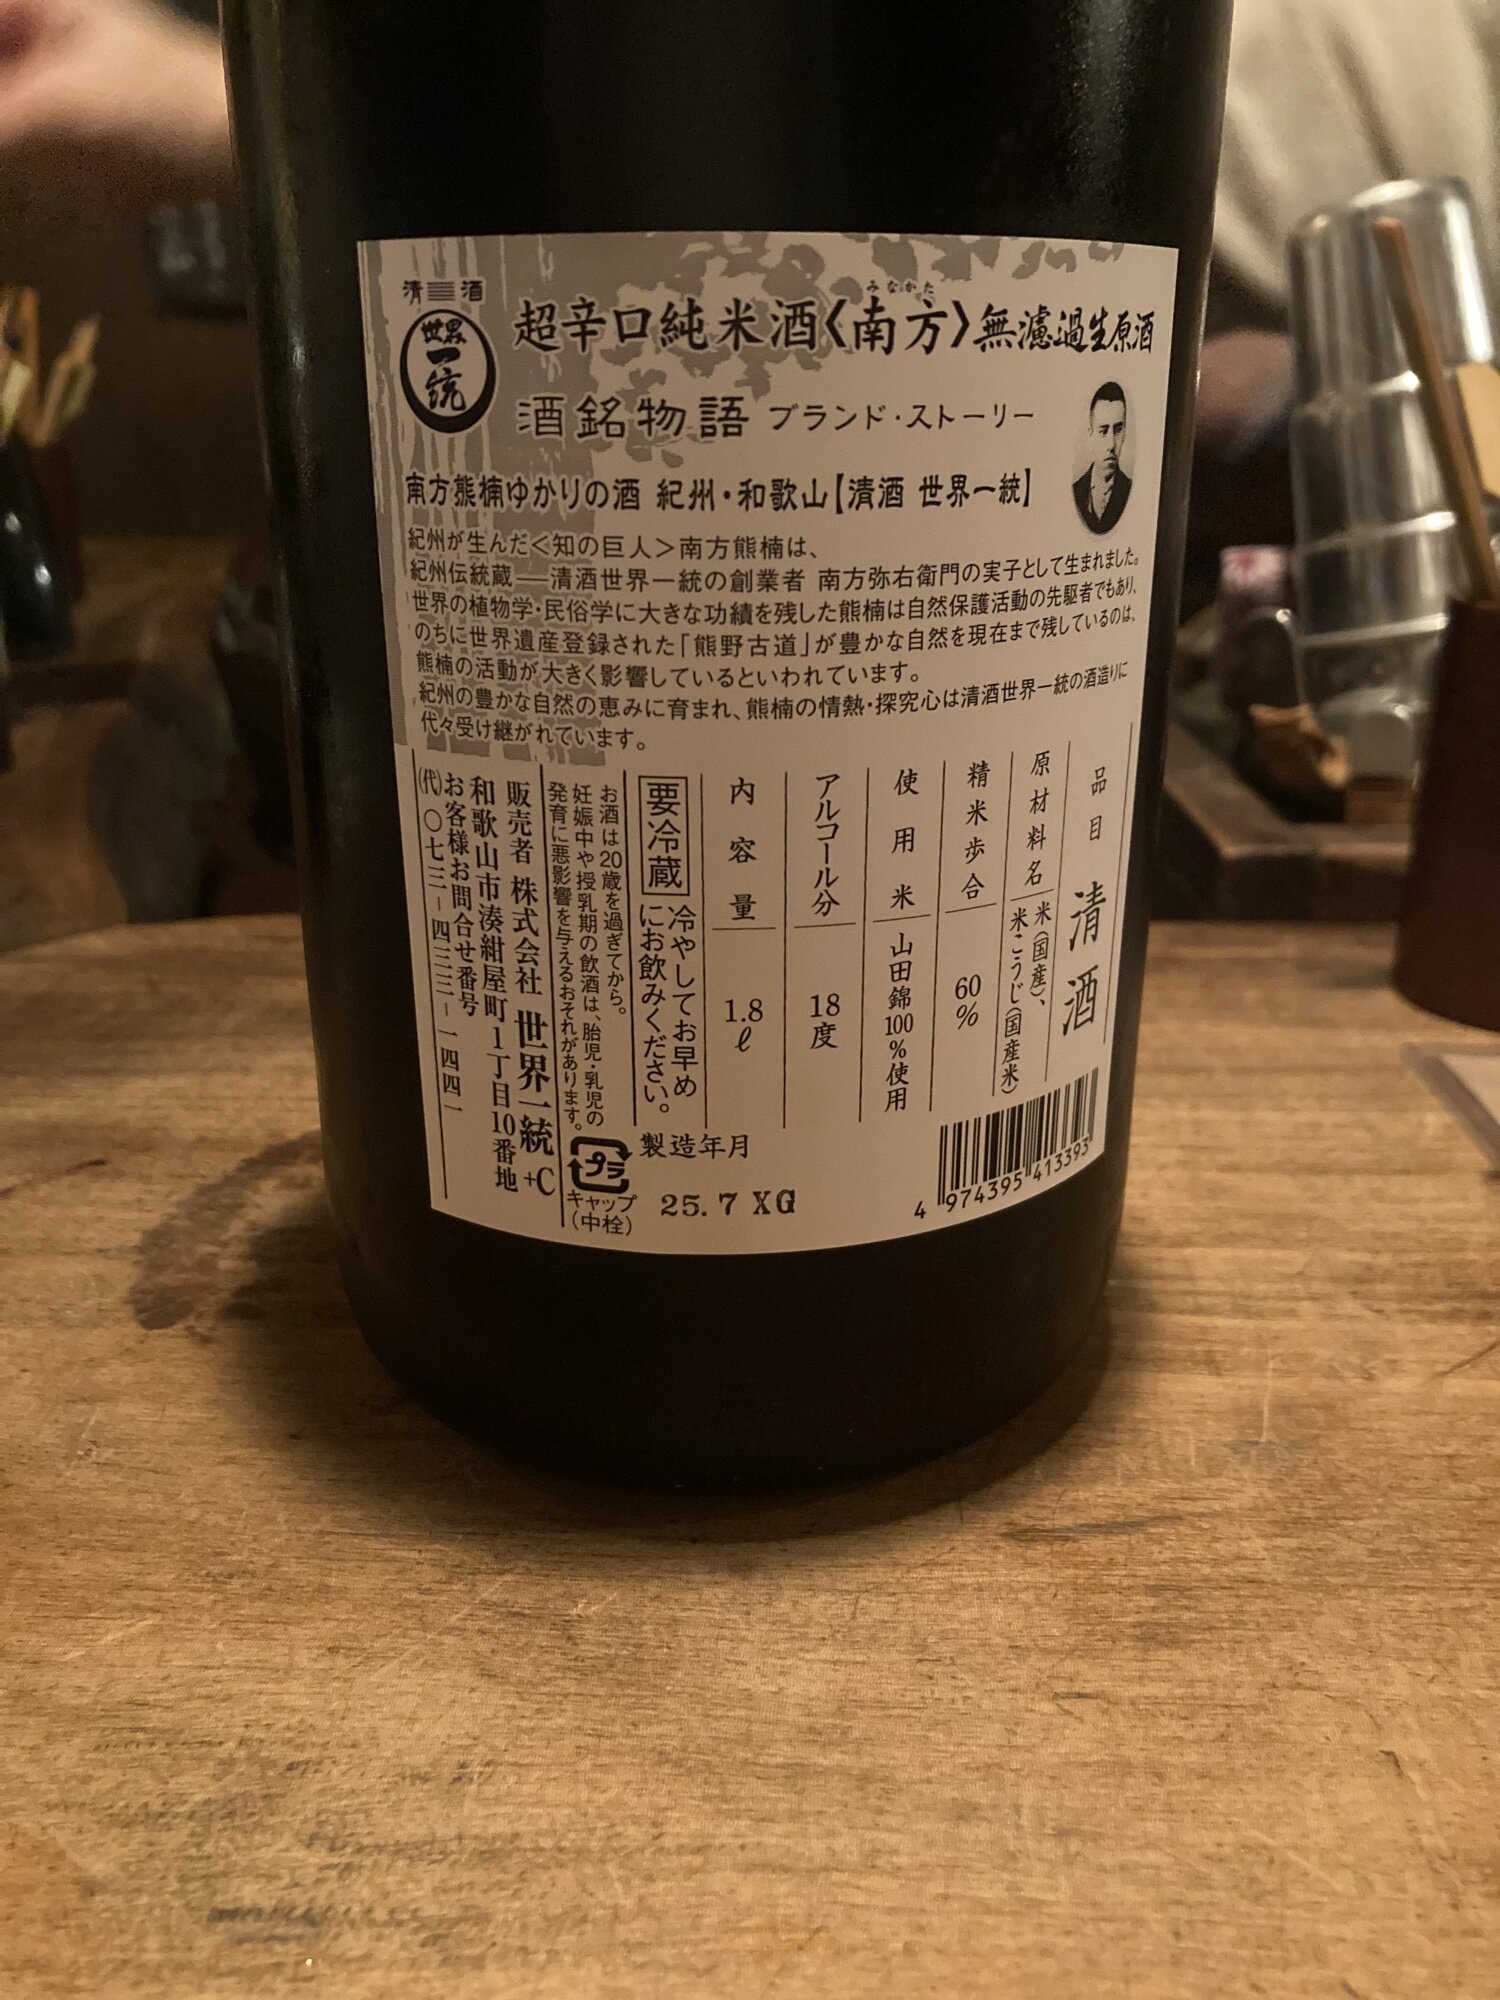 清酒
世界
一統
超辛口純米酒〈南方〉無濾過生原酒
みなかた
酒銘物語 ブランド・ストーリー
南方熊楠ゆかりの酒 紀州・和歌山【清酒 世界一統】
紀州が生んだ<知の巨人>南方熊楠は、
紀州伝統蔵──清酒世界一統の創業者 南方弥右衛門の実子として生まれました。
世界の植物学・民俗学に大きな功績を残した熊楠は自然保護活動の先駆者でもあり、
のちに世界遺産登録された「熊野古道」が豊かな自然を現在まで残しているのは、
熊楠の活動が大きく影響しているといわれています。
紀州の豊かな自然の恵みに育まれ、熊楠の情熱・探究心は清酒世界一統の酒造りに
代々受け継がれています。
品目 清酒
原材料名 米(国産)、
米こうじ(国産米)
精米歩合 60%
使用米 山田錦100%使用
アルコール分 18度
内容量 1.8ℓ
要冷蔵 冷やしてお早め
にお飲みください。
お酒は20歳を過ぎてから。
妊娠中や授乳期の飲酒は、胎児・乳児の
発育に悪影響を与えるおそれがあります。
販売者 株式会社 世界一統 +C
和歌山市湊紺屋町1丁目10番地
お客様お問合せ番号
(代)〇七三-四三三-一四四一
プラ
キャップ
(中栓)
製造年月
25.7 XG
4 974395 413393